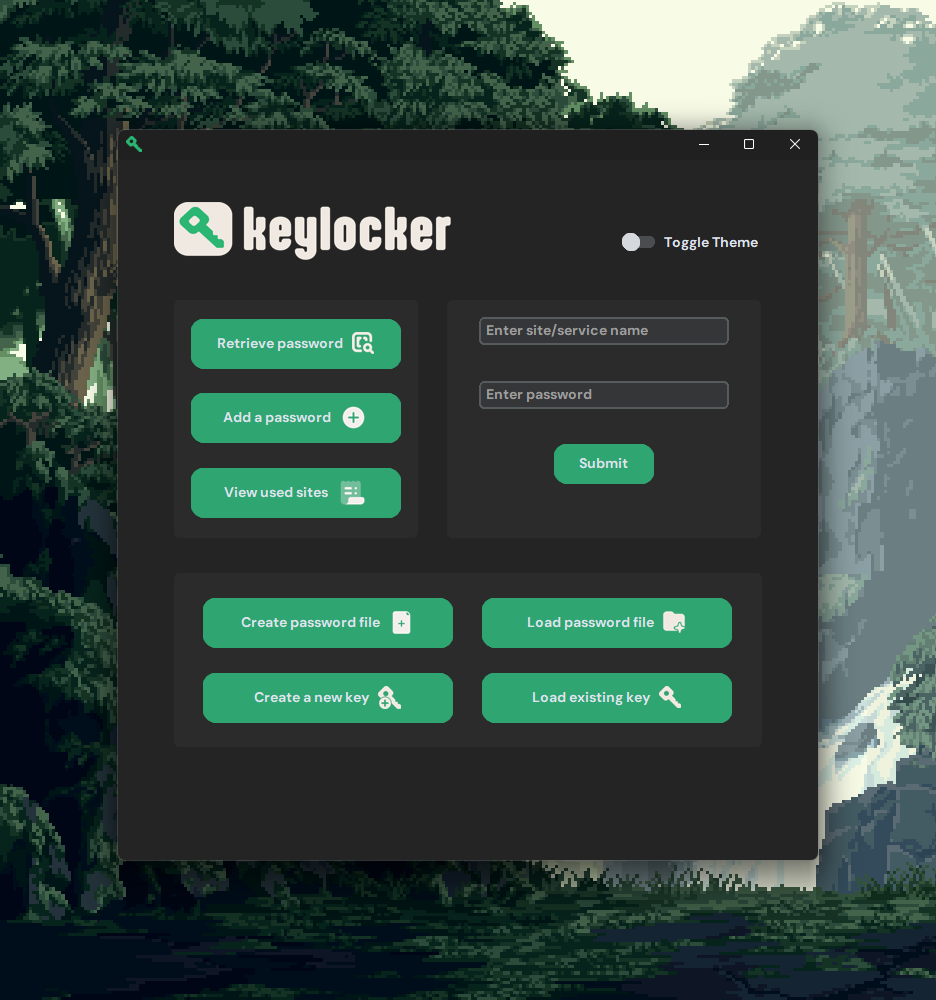 keylocker
Toggle Theme
Retrieve password
Add a password
View used sites
Enter site/service name
Enter password
Submit
Create password file
Load password file
Create a new key
Load existing key